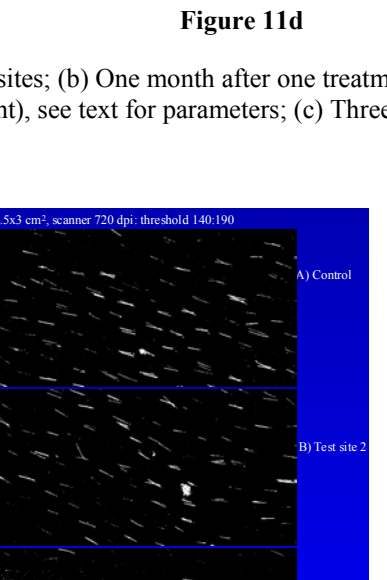 Figure 11d
sites; (b) One month after one treatm
nt), see text for parameters; (c) Three
.5x3 cm², scanner 720 dpi: threshold 140:190
A) Control
B) Test site 2